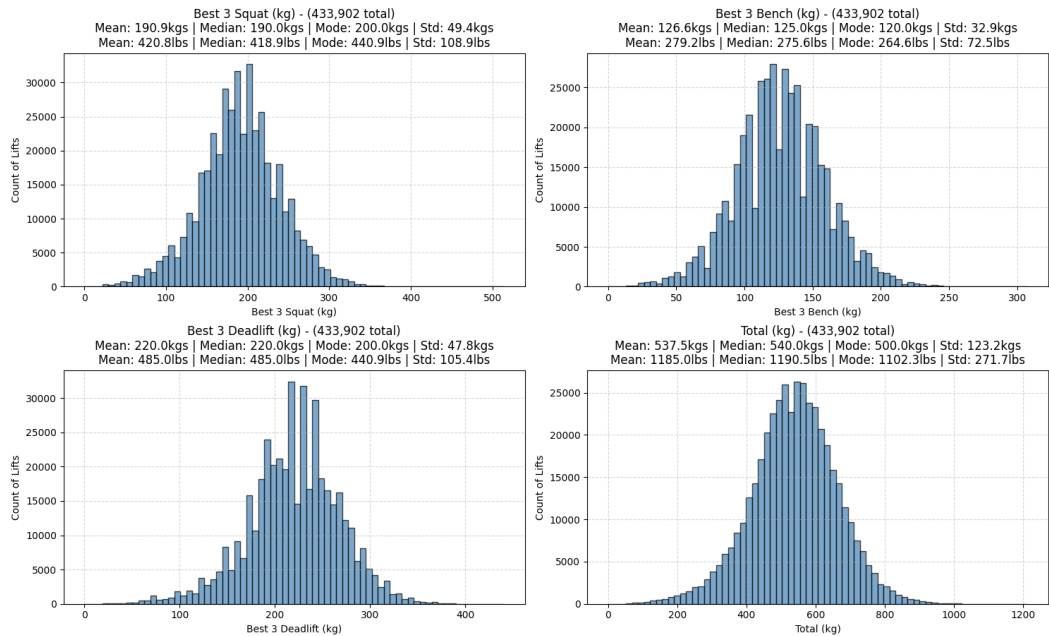 Best 3 Squat (kg) - (433,902 total)
Mean: 190.9kgs | Median: 190.0kgs | Mode: 200.0kgs | Std: 49.4kg
Mean: 420.8lbs | Median: 418.9lbs | Mode: 440.9lbs | Std: 108.9lbs
30000
25000
20000
15000
10000
5000
0
Count of Lifts
0 100 200 300 400 500
Best 3 Squat (kg)
Best 3 Bench (kg) - (433,902 total)
Mean: 126.6kgs | Median: 125.0kgs | Mode: 120.0kgs | Std: 32.9kg
Mean: 279.2lbs | Median: 275.6lbs | Mode: 264.6lbs | Std: 72.5lbs
25000
20000
15000
10000
5000
0
Count of Lifts
0 50 100 150 200 250 300
Best 3 Bench (kg)
Best 3 Deadlift (kg) - (433,902 total)
Mean: 220.0kgs | Median: 220.0kgs | Mode: 200.0kgs | Std: 47.8kg
Mean: 485.0lbs | Median: 485.0lbs | Mode: 440.9lbs | Std: 105.4lbs
30000
25000
20000
15000
10000
5000
0
Count of Lifts
0 100 200 300 400
Best 3 Deadlift (kg)
Total (kg) - (433,902 total)
Mean: 537.5kgs | Median: 540.0kgs | Mode: 500.0kgs | Std: 123.2kg
Mean: 1185.0lbs | Median: 1190.5lbs | Mode: 1102.3lbs | Std: 271.7lbs
25000
20000
15000
10000
5000
0
Count of Lifts
0 200 400 600 800 1000 1200
Total (kg)